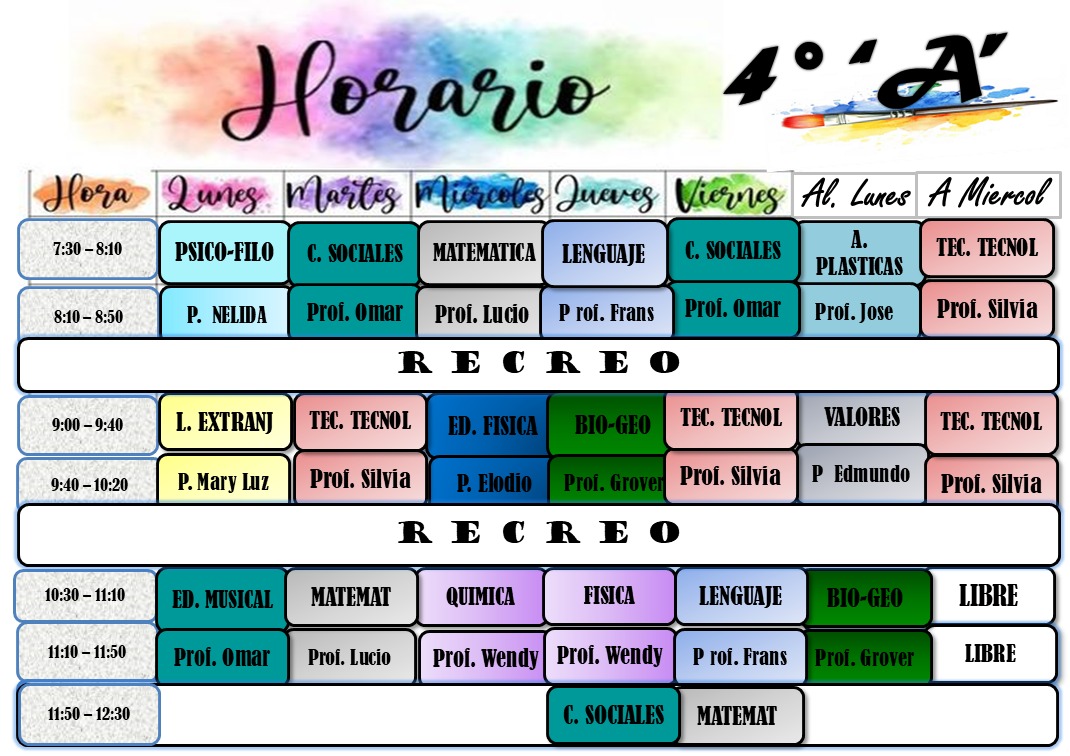 Horario
4° ´ A´
Hora Lunes Martes Miércoles Jueves Viernes Al. Lunes A Miercol
7:30 – 8:10 PSICO-FILO C. SOCIALES MATEMATICA LENGUAJE C. SOCIALES A. PLASTICAS TEC. TECNOL
8:10 – 8:50 P. NELIDA Prof. Omar Prof. Lucio P rof. Frans Prof. Omar Prof. Jose Prof. Silvia
R E C R E O
9:00 – 9:40 L. EXTRANJ TEC. TECNOL ED. FISICA BIO-GEO TEC. TECNOL VALORES TEC. TECNOL
9:40 – 10:20 P. Mary Luz Prof. Silvia P. Elodio Prof. Grover Prof. Silvia P Edmundo Prof. Silvia
R E C R E O
10:30 – 11:10 ED. MUSICAL MATEMAT QUIMICA FISICA LENGUAJE BIO-GEO LIBRE
11:10 – 11:50 Prof. Omar Prof. Lucio Prof. Wendy Prof. Wendy P rof. Frans Prof. Grover LIBRE
11:50 – 12:30 C. SOCIALES MATEMAT